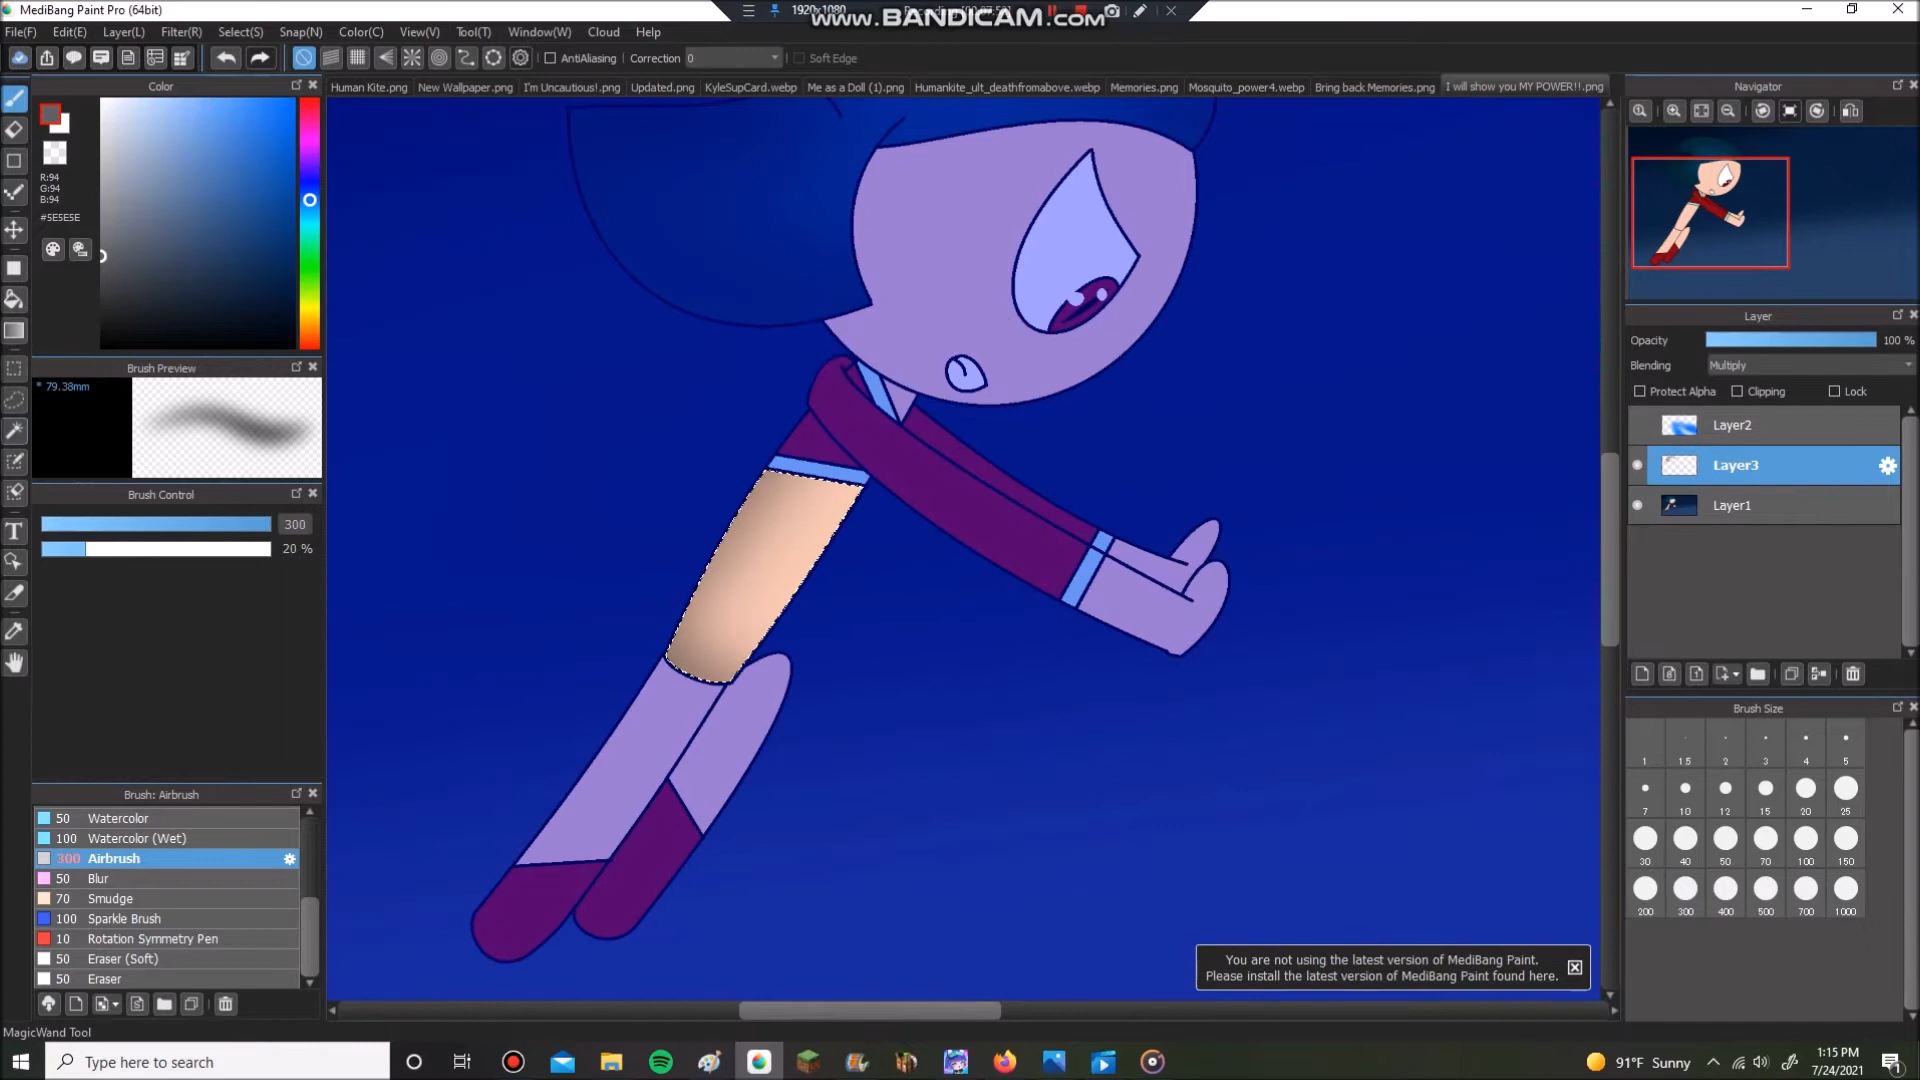 MediBang Paint Pro (64bit)
1920x1080
www.BANDICAM.com
File(F) Edit(E) Layer(L) Filter(R) Select(S) Snap(N) Color(C) View(V) Tool(T) Window(W) Cloud Help
AntiAliasing Correction 0 Soft Edge
Color
Human Kite.png New Wallpaper.png I'm Uncautious!.png Updated.png KyleSupCard.webp Me as a Doll (1).png Humankite_ult_deathfromabove.webp Memories.png Mosquito_power4.webp Bring back Memories.png I will show you MY POWER!!.png
Navigator
R:94
G:94
B:94
#5E5E5E
Brush Preview
* 79.38mm
Brush Control
300
20 %
Layer
Opacity 100 %
Blending Multiply
Protect Alpha Clipping Lock
Layer2
Layer3
Layer1
Brush Size
1 1.5 2 3 4 5
7 10 12 15 20 25
30 40 50 70 100 150
200 300 400 500 700 1000
Brush: Airbrush
50 Watercolor
100 Watercolor (Wet)
300 Airbrush
50 Blur
70 Smudge
100 Sparkle Brush
10 Rotation Symmetry Pen
50 Eraser (Soft)
50 Eraser
You are not using the latest version of MediBang Paint.
Please install the latest version of MediBang Paint found here.
MagicWand Tool
Type here to search
91°F Sunny
1:15 PM
7/24/2021